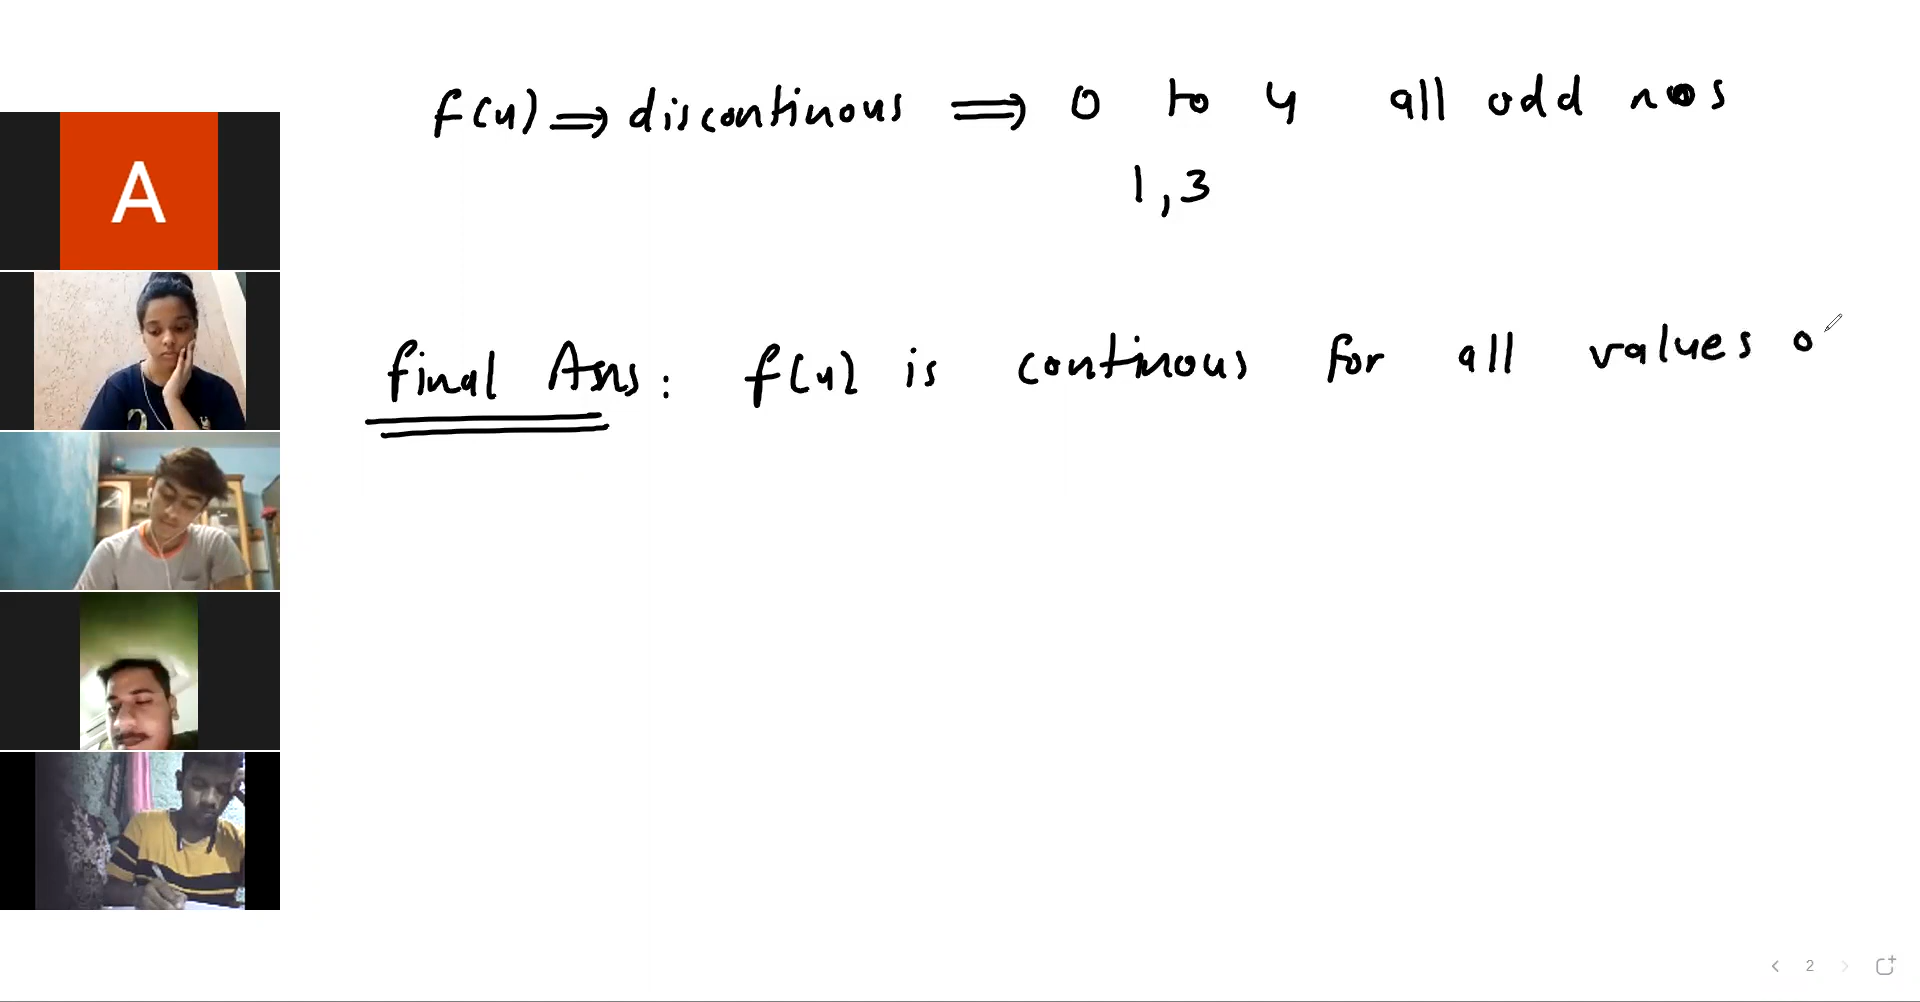 f(u) ⇒ discontinous ⇒ 0 to 4 all odd nos
1,3
final Ans: f(u) is continous for all values o
A
2